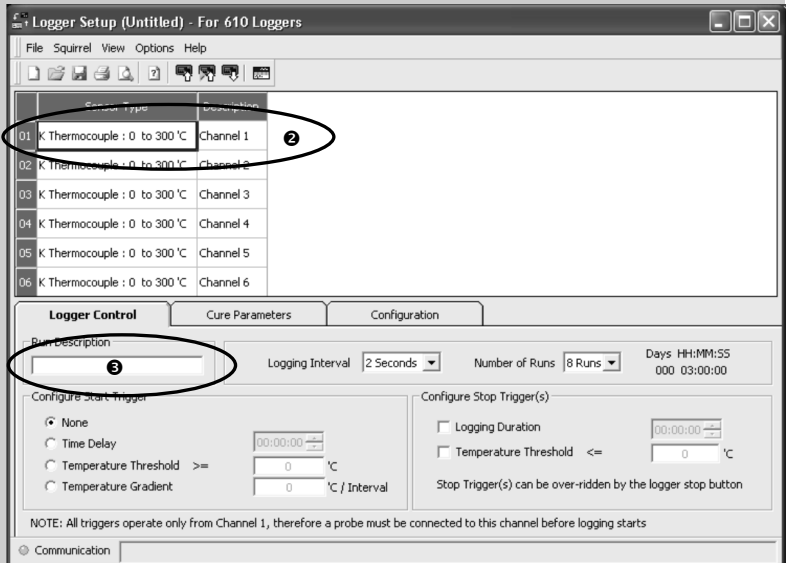 Logger Setup (Untitled) - For 610 Loggers
File Squirrel View Options Help
Sensor Type Description
01 K Thermocouple : 0 to 300 'C Channel 1 ❷
02 K Thermocouple : 0 to 300 'C Channel 2
03 K Thermocouple : 0 to 300 'C Channel 3
04 K Thermocouple : 0 to 300 'C Channel 4
05 K Thermocouple : 0 to 300 'C Channel 5
06 K Thermocouple : 0 to 300 'C Channel 6
Logger Control Cure Parameters Configuration
Run Description
❸
Logging Interval 2 Seconds Number of Runs 8 Runs Days HH:MM:SS
000 03:00:00
Configure Start Trigger
None
Time Delay 00:00:00
Temperature Threshold >= 0 'C
Temperature Gradient 0 'C / Interval
Configure Stop Trigger(s)
Logging Duration 00:00:00
Temperature Threshold <= 0 'C
Stop Trigger(s) can be over-ridden by the logger stop button
NOTE: All triggers operate only from Channel 1, therefore a probe must be connected to this channel before logging starts
Communication